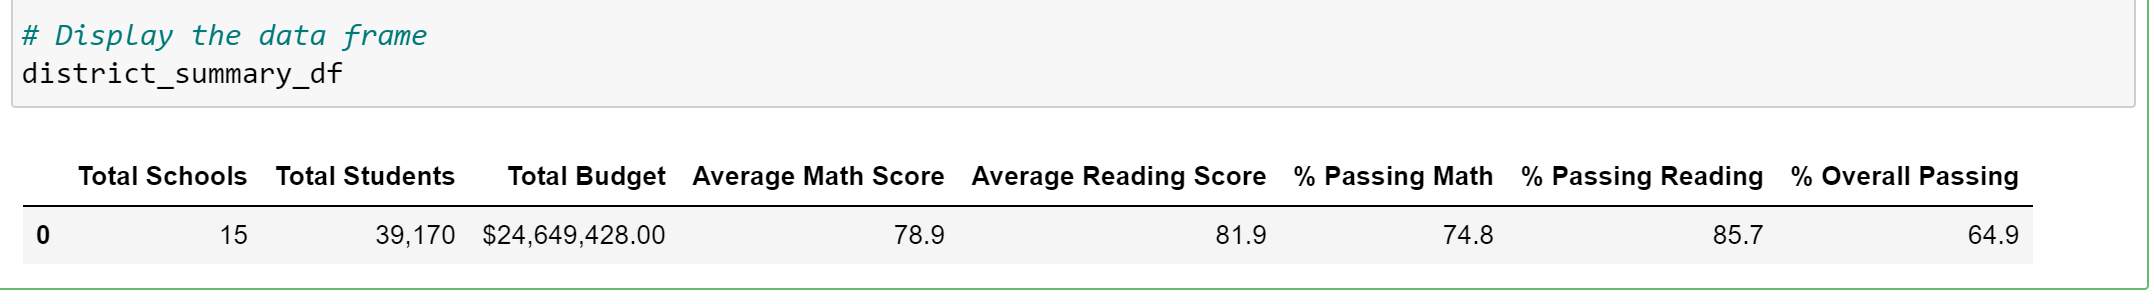 # Display the data frame
district_summary_df
Total Schools Total Students Total Budget Average Math Score Average Reading Score % Passing Math % Passing Reading % Overall Passing
0 15 39,170 $24,649,428.00 78.9 81.9 74.8 85.7 64.9